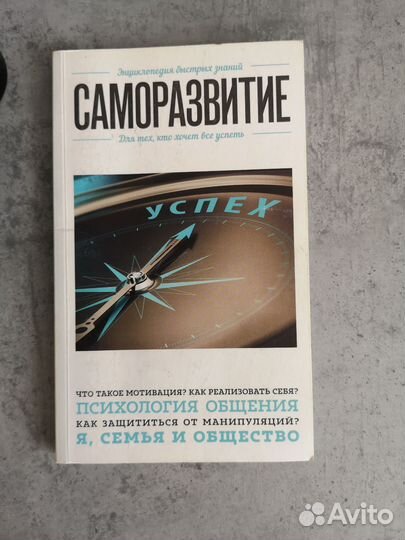 Энциклопедия быстрых знаний
САМОРАЗВИТИЕ
Для тех, кто хочет все успеть
УСПЕХ
ЧТО ТАКОЕ МОТИВАЦИЯ? КАК РЕАЛИЗОВАТЬ СЕБЯ?
ПСИХОЛОГИЯ ОБЩЕНИЯ
КАК ЗАЩИТИТЬСЯ ОТ МАНИПУЛЯЦИЙ?
Я, СЕМЬЯ И ОБЩЕСТВО
Avito